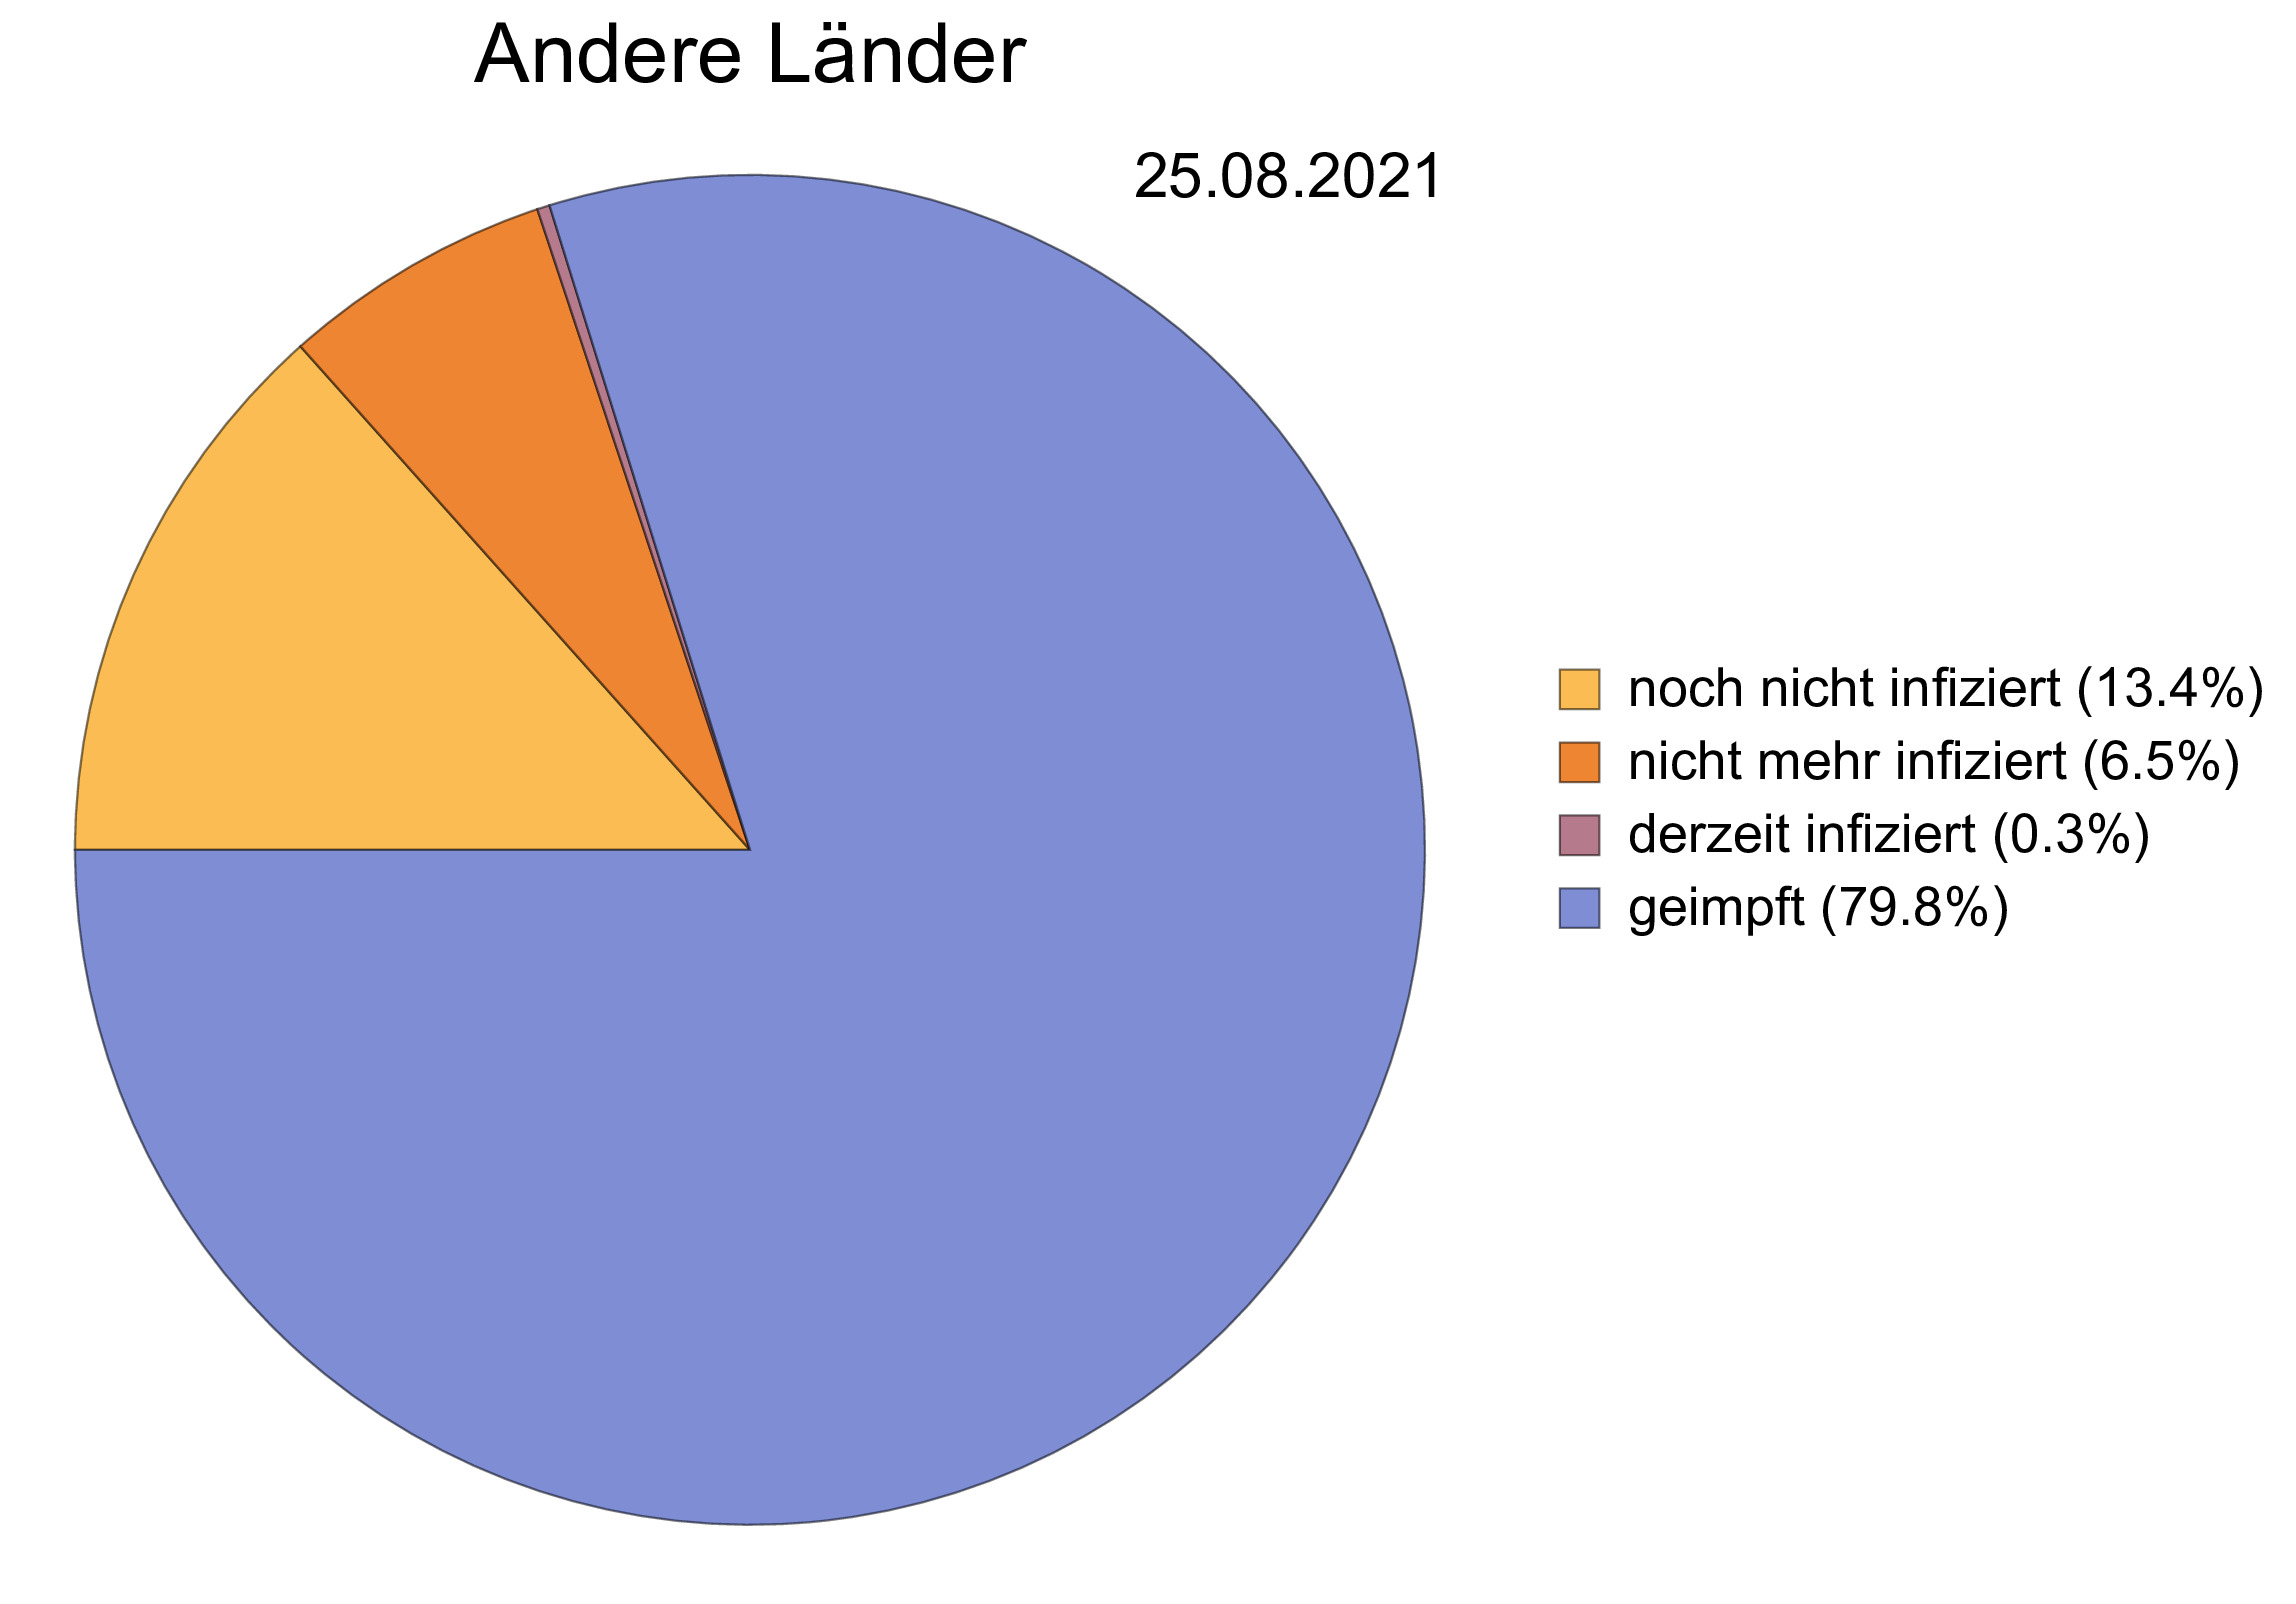 Andere Länder
25.08.2021
noch nicht infiziert (13.4%)
nicht mehr infiziert (6.5%)
derzeit infiziert (0.3%)
geimpft (79.8%)